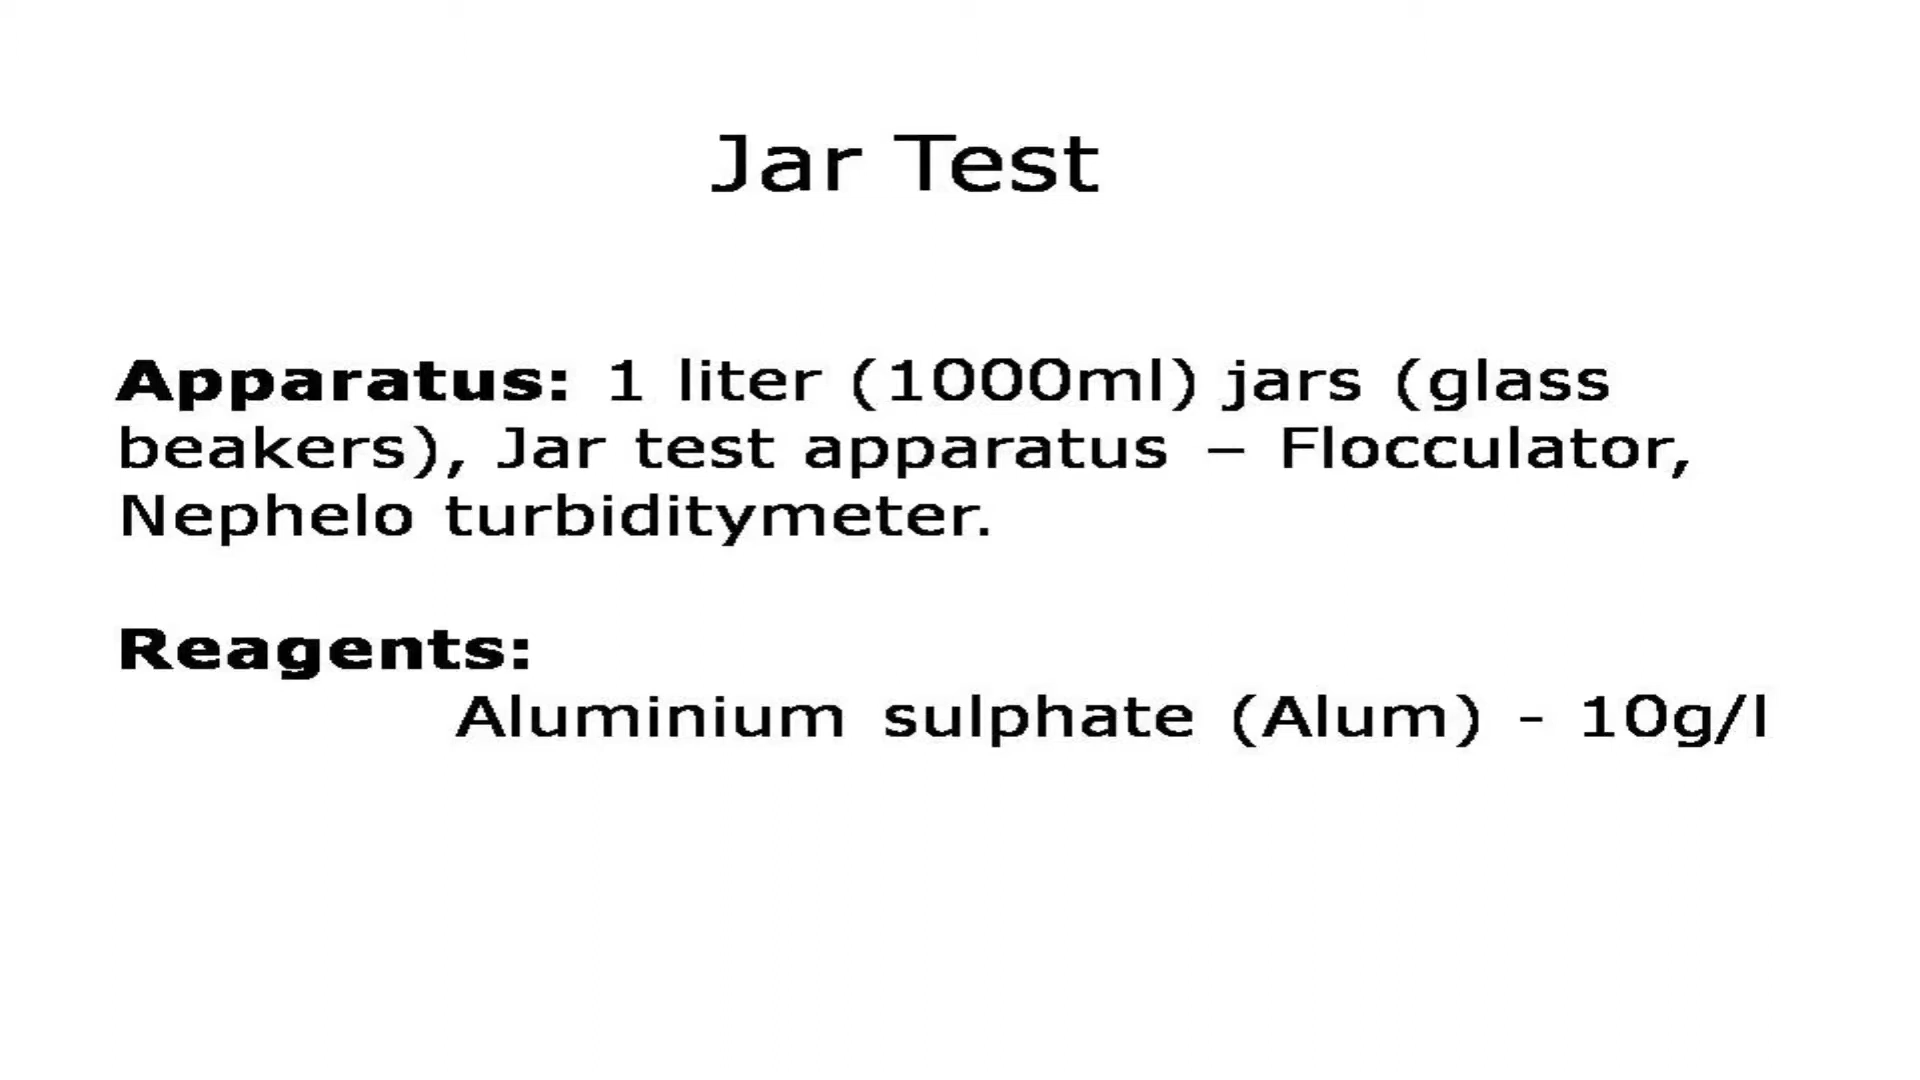 Jar Test
Apparatus: 1 liter (1000ml) jars (glass
beakers), Jar test apparatus – Flocculator,
Nephelo turbiditymeter.
Reagents:
Aluminium sulphate (Alum) - 10g/l